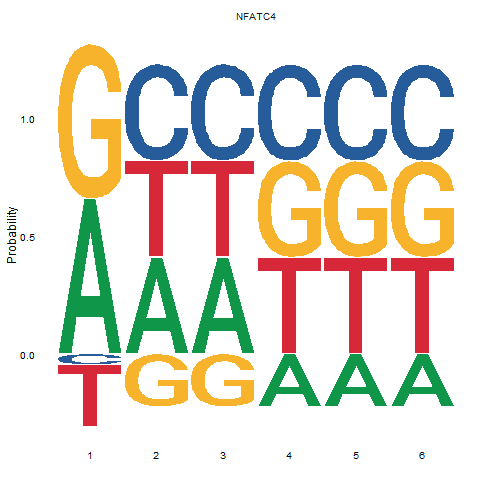 NFATC4
Probability
1.0
0.5
0.0
G C C C C C
A T T G G G
C A A T T T
T G G A A A
1 2 3 4 5 6